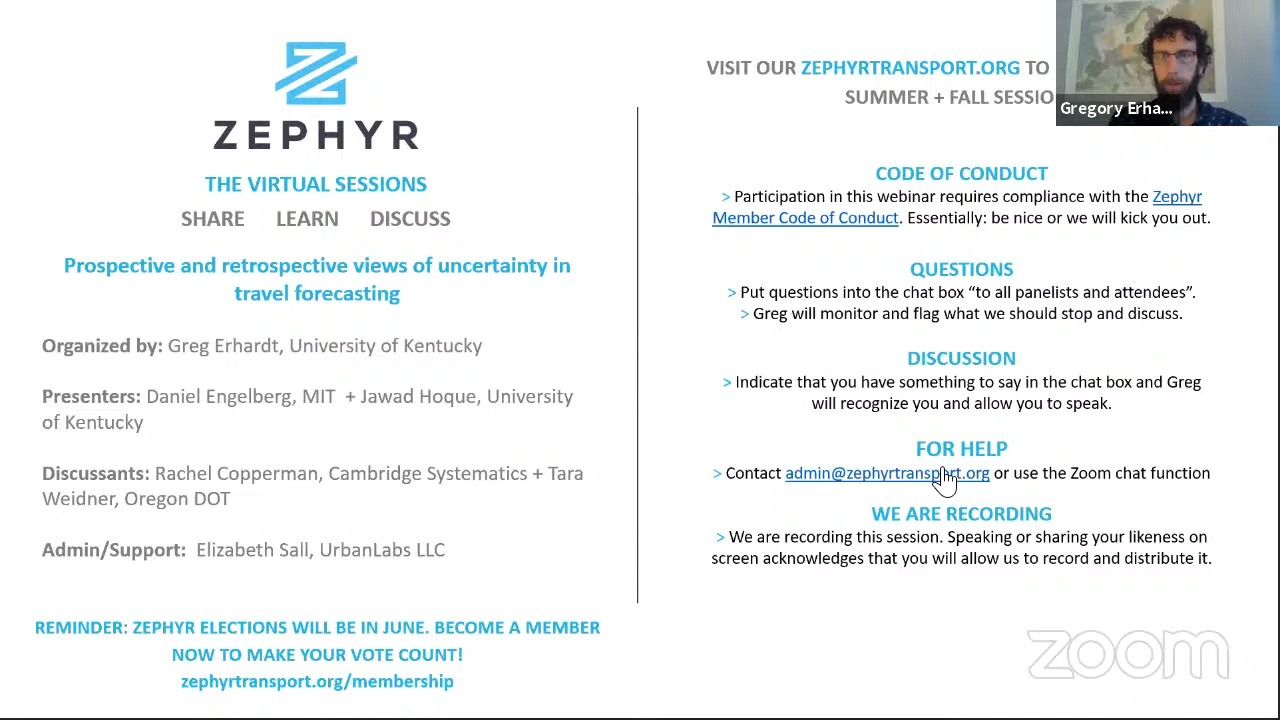 ZEPHYR
THE VIRTUAL SESSIONS
SHARE LEARN DISCUSS
Prospective and retrospective views of uncertainty in
travel forecasting
Organized by: Greg Erhardt, University of Kentucky
Presenters: Daniel Engelberg, MIT + Jawad Hoque, University
of Kentucky
Discussants: Rachel Copperman, Cambridge Systematics + Tara
Weidner, Oregon DOT
Admin/Support: Elizabeth Sall, UrbanLabs LLC
REMINDER: ZEPHYR ELECTIONS WILL BE IN JUNE. BECOME A MEMBER
NOW TO MAKE YOUR VOTE COUNT!
zephyrtransport.org/membership
VISIT OUR ZEPHYRTRANSPORT.ORG TO
SUMMER + FALL SESSIO
Gregory Erha...
CODE OF CONDUCT
> Participation in this webinar requires compliance with the Zephyr
Member Code of Conduct. Essentially: be nice or we will kick you out.
QUESTIONS
> Put questions into the chat box “to all panelists and attendees”.
> Greg will monitor and flag what we should stop and discuss.
DISCUSSION
> Indicate that you have something to say in the chat box and Greg
will recognize you and allow you to speak.
FOR HELP
> Contact admin@zephyrtransport.org or use the Zoom chat function
WE ARE RECORDING
> We are recording this session. Speaking or sharing your likeness on
screen acknowledges that you will allow us to record and distribute it.
zoom